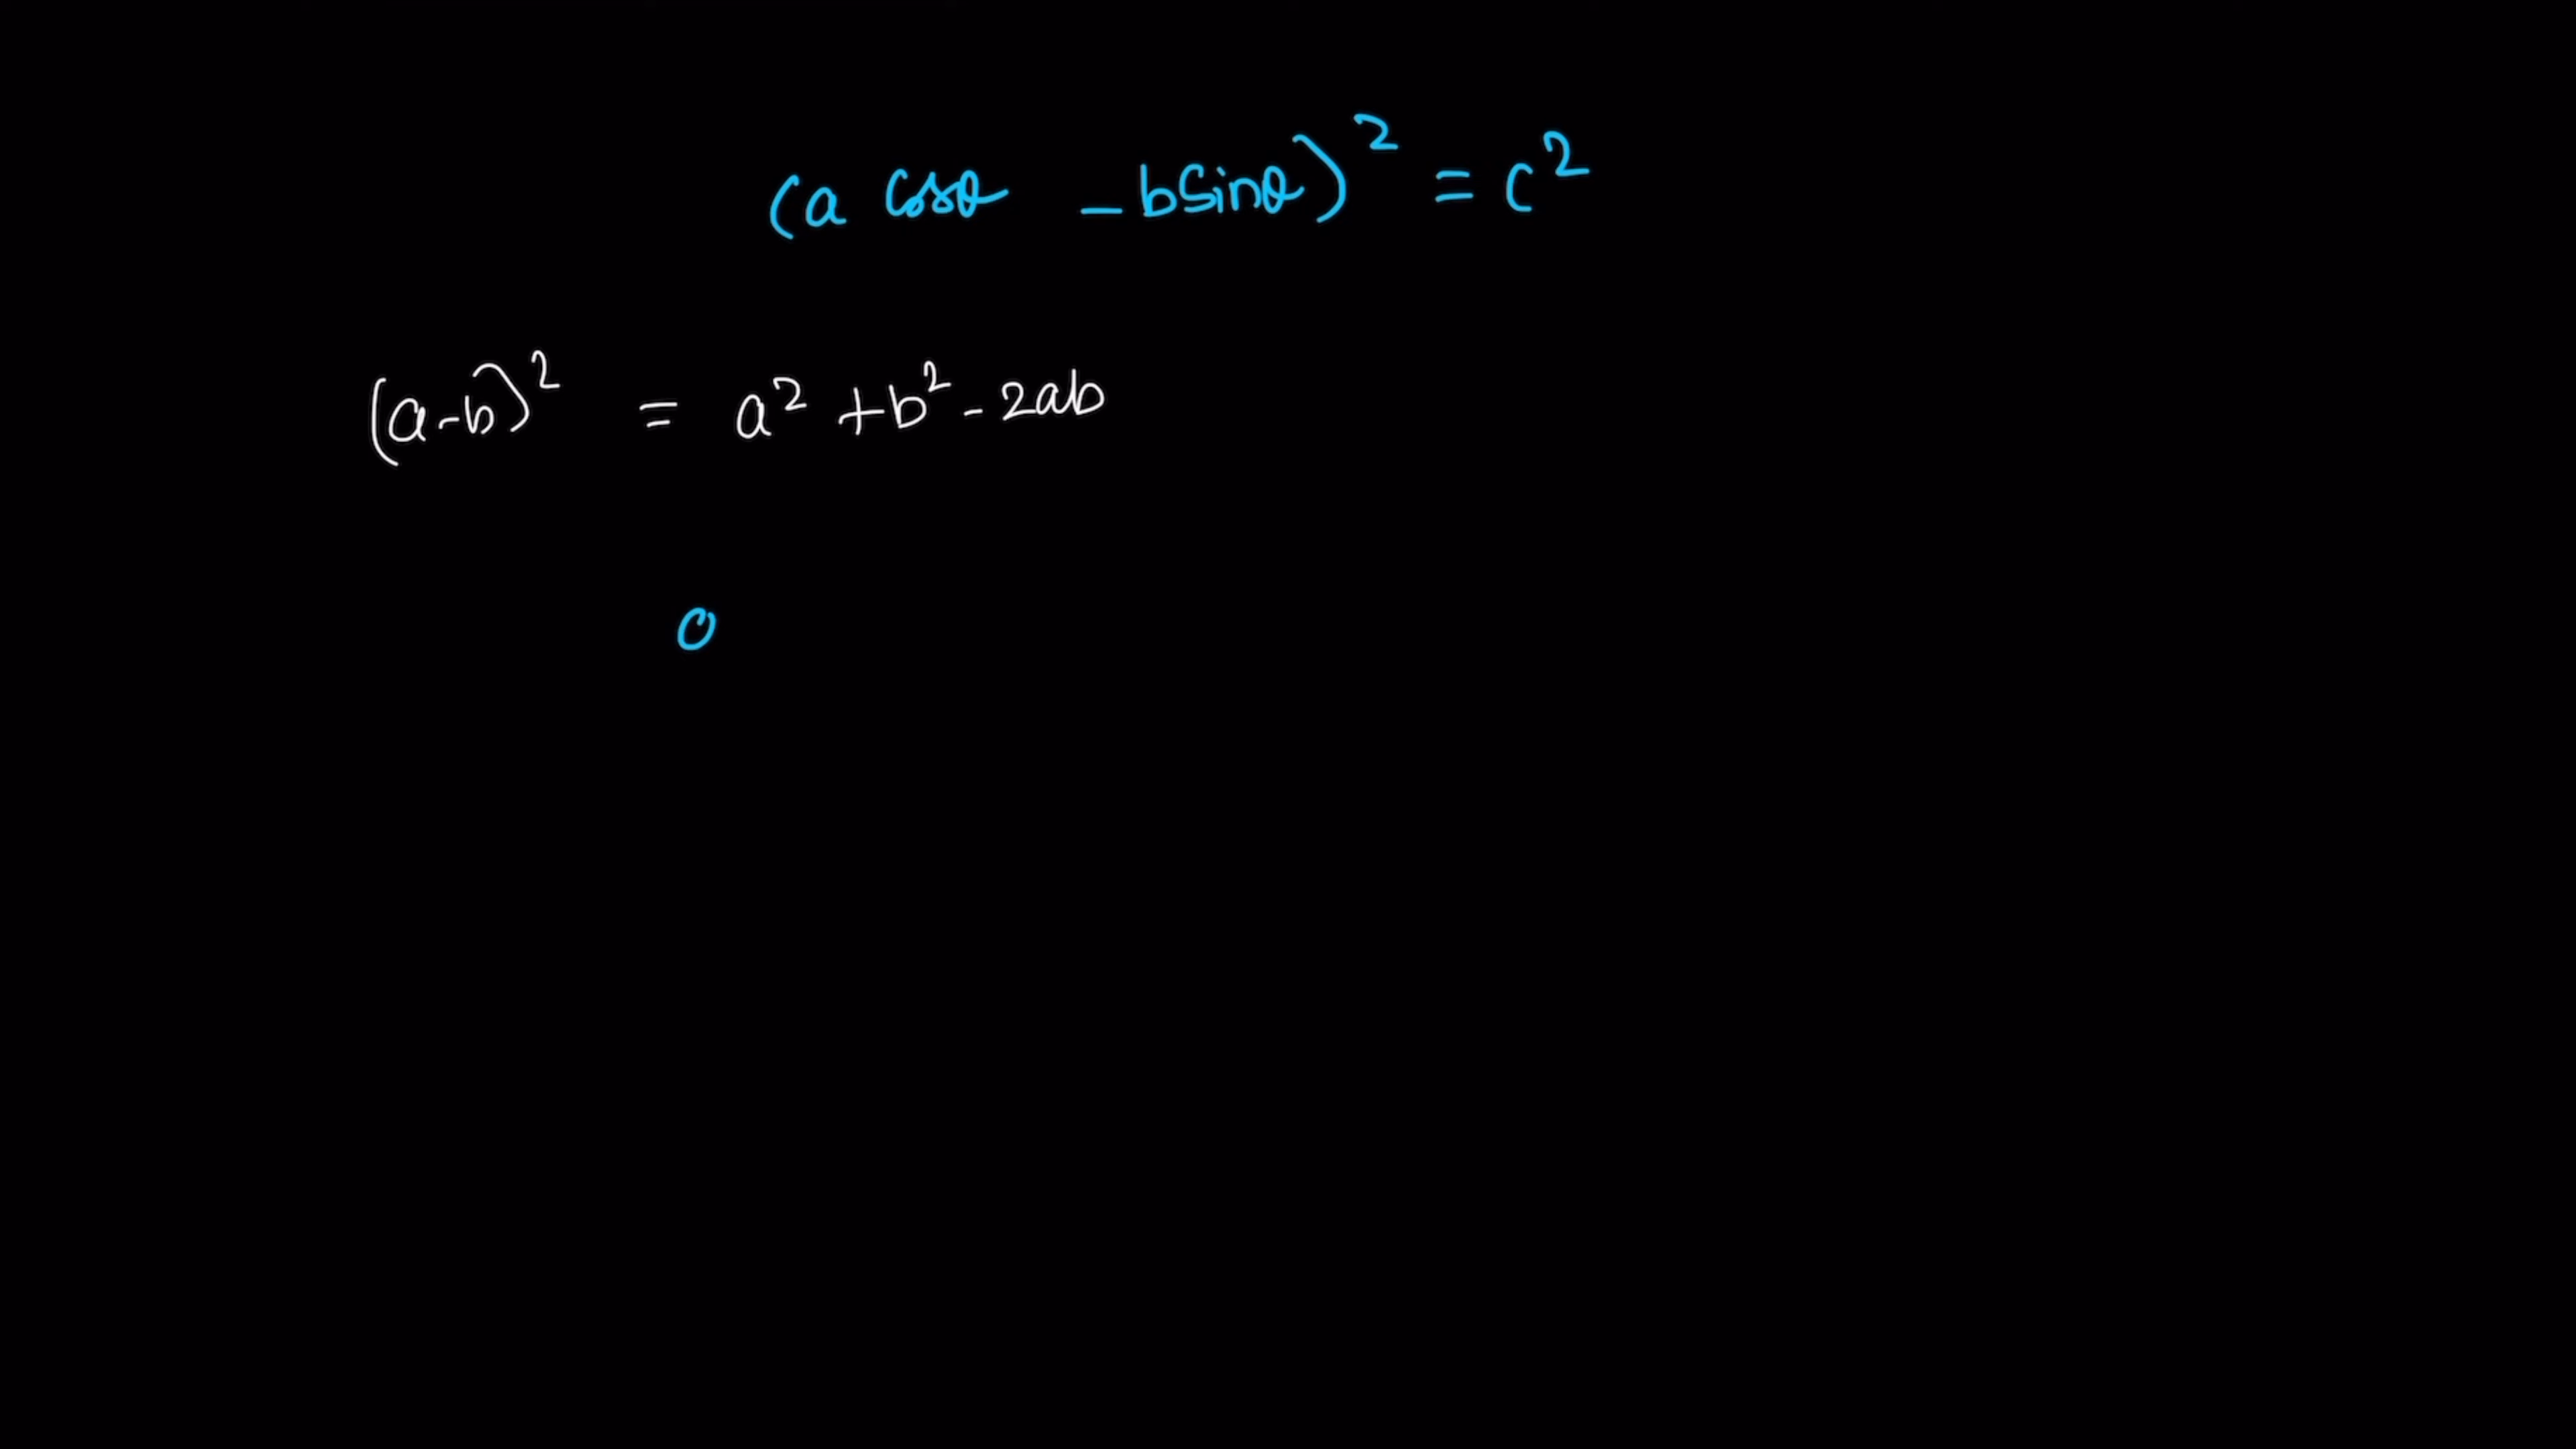 (a cosθ - bsinθ)² = c²
(a-b)² = a² + b² - 2ab